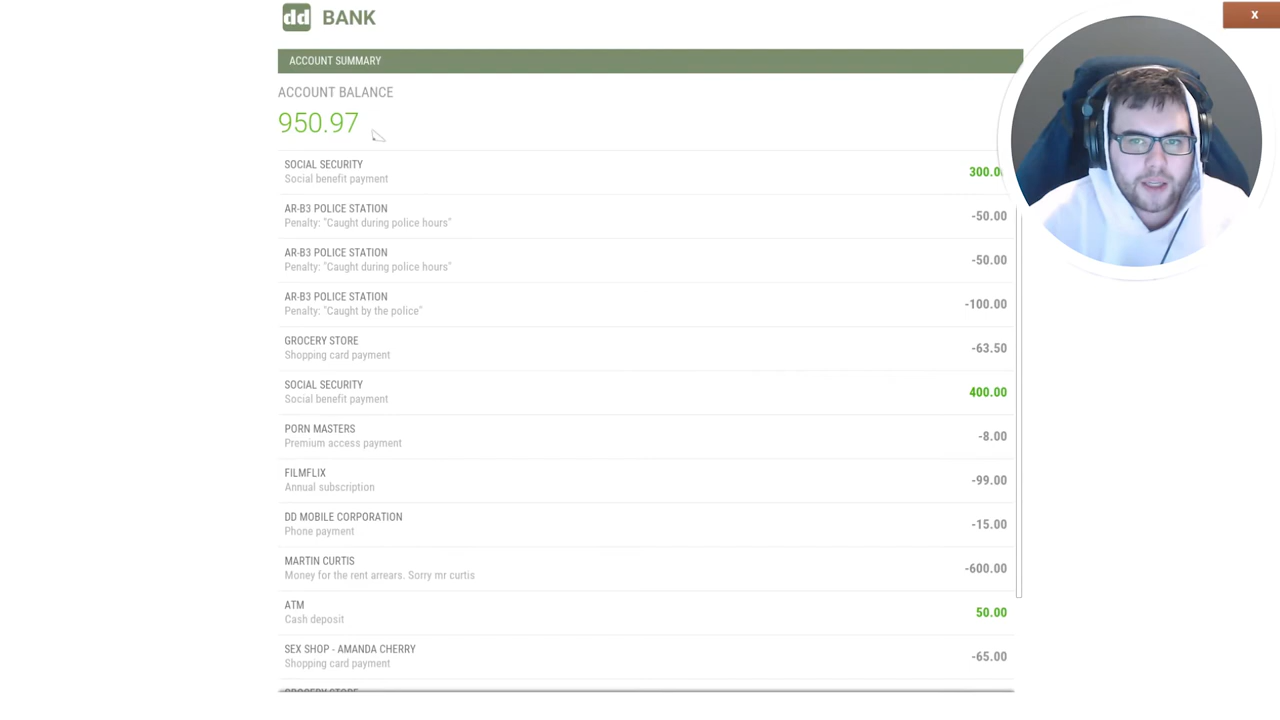 dd BANK
X
ACCOUNT SUMMARY
ACCOUNT BALANCE
950.97
SOCIAL SECURITY
Social benefit payment
300.0
AR-B3 POLICE STATION
Penalty: "Caught during police hours"
-50.00
AR-B3 POLICE STATION
Penalty: "Caught during police hours"
-50.00
AR-B3 POLICE STATION
Penalty: "Caught by the police"
-100.00
GROCERY STORE
Shopping card payment
-63.50
SOCIAL SECURITY
Social benefit payment
400.00
PORN MASTERS
Premium access payment
-8.00
FILMFLIX
Annual subscription
-99.00
DD MOBILE CORPORATION
Phone payment
-15.00
MARTIN CURTIS
Money for the rent arrears. Sorry mr curtis
-600.00
ATM
Cash deposit
50.00
SEX SHOP - AMANDA CHERRY
Shopping card payment
-65.00
GROCERY STORE